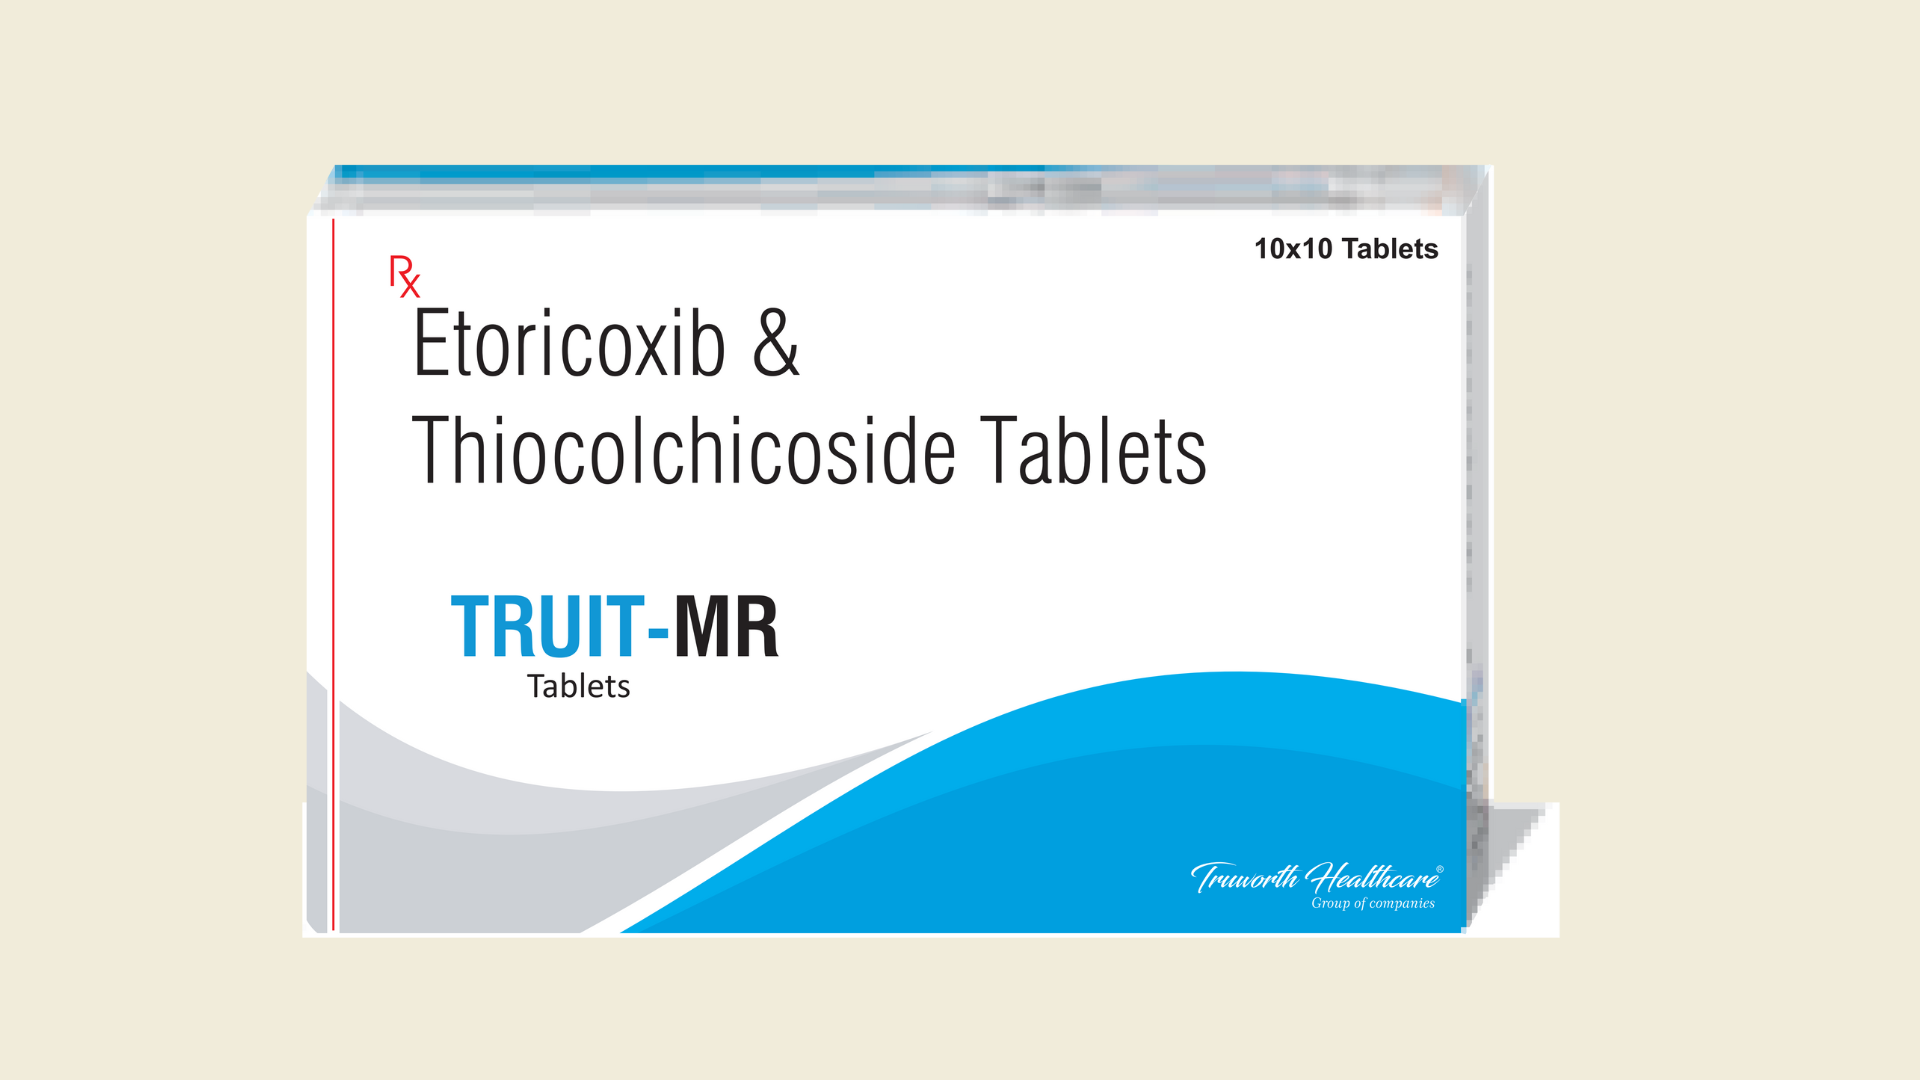 10x10 Tablets
Rx
Etoricoxib &
Thiocolchicoside Tablets
TRUIT-MR
Tablets
Truworth Healthcare®
Group of companies